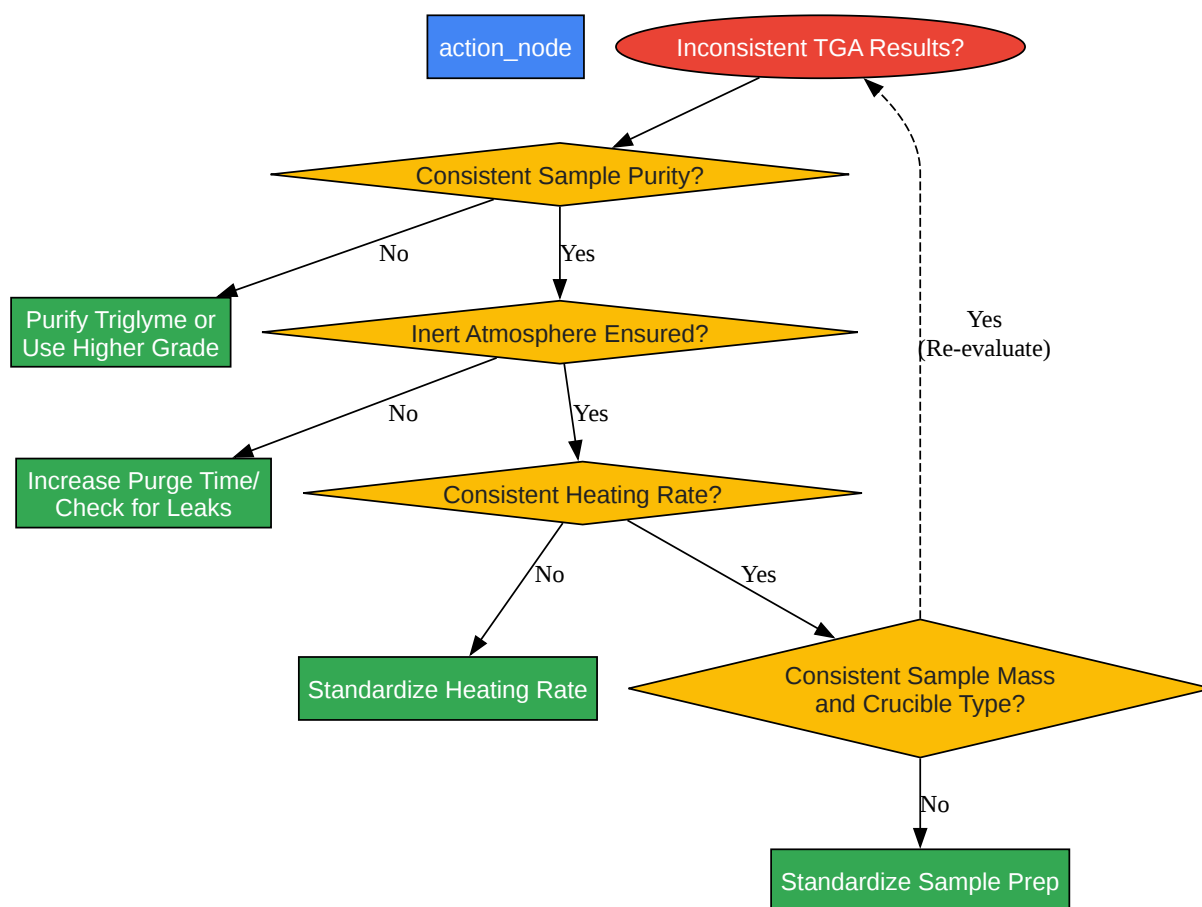 action_node
Inconsistent TGA Results?
Consistent Sample Purity?
No
Yes
Purify Triglyme or
Use Higher Grade
Inert Atmosphere Ensured?
Yes
(Re-evaluate)
No
Yes
Increase Purge Time/
Check for Leaks
Consistent Heating Rate?
No
Yes
Standardize Heating Rate
Consistent Sample Mass
and Crucible Type?
No
Standardize Sample Prep